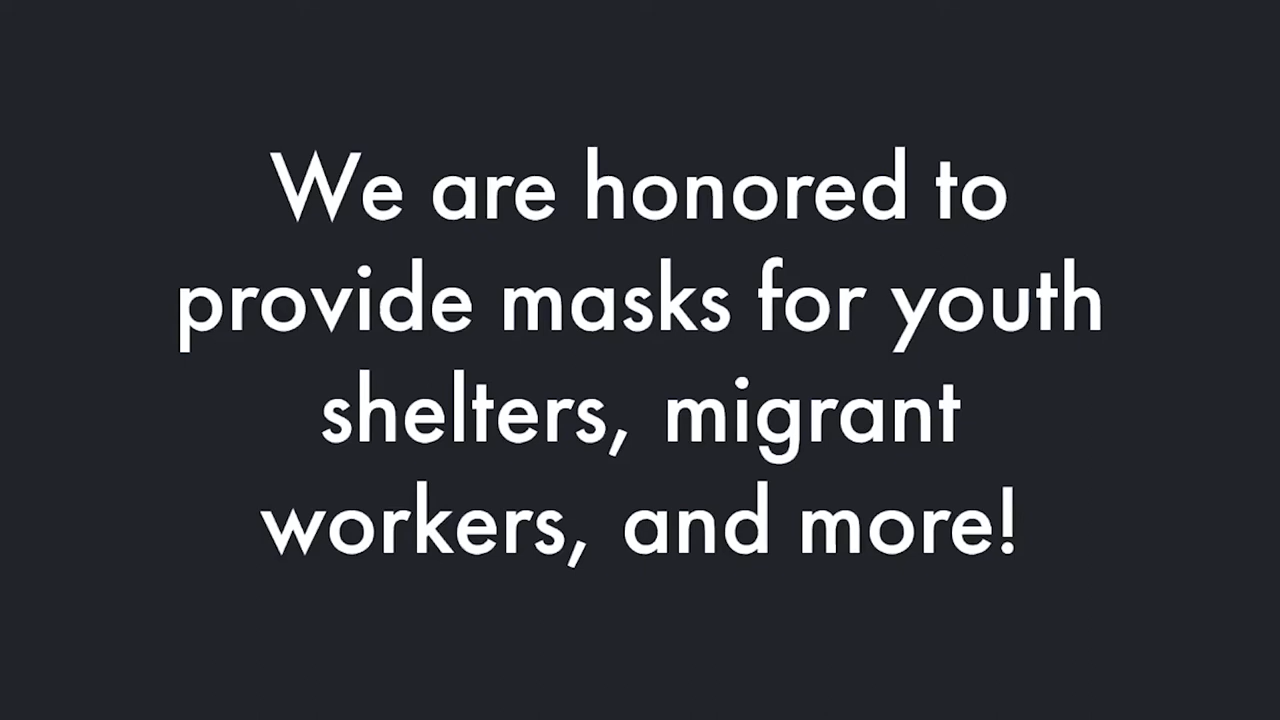 We are honored to
provide masks for youth
shelters, migrant
workers, and more!